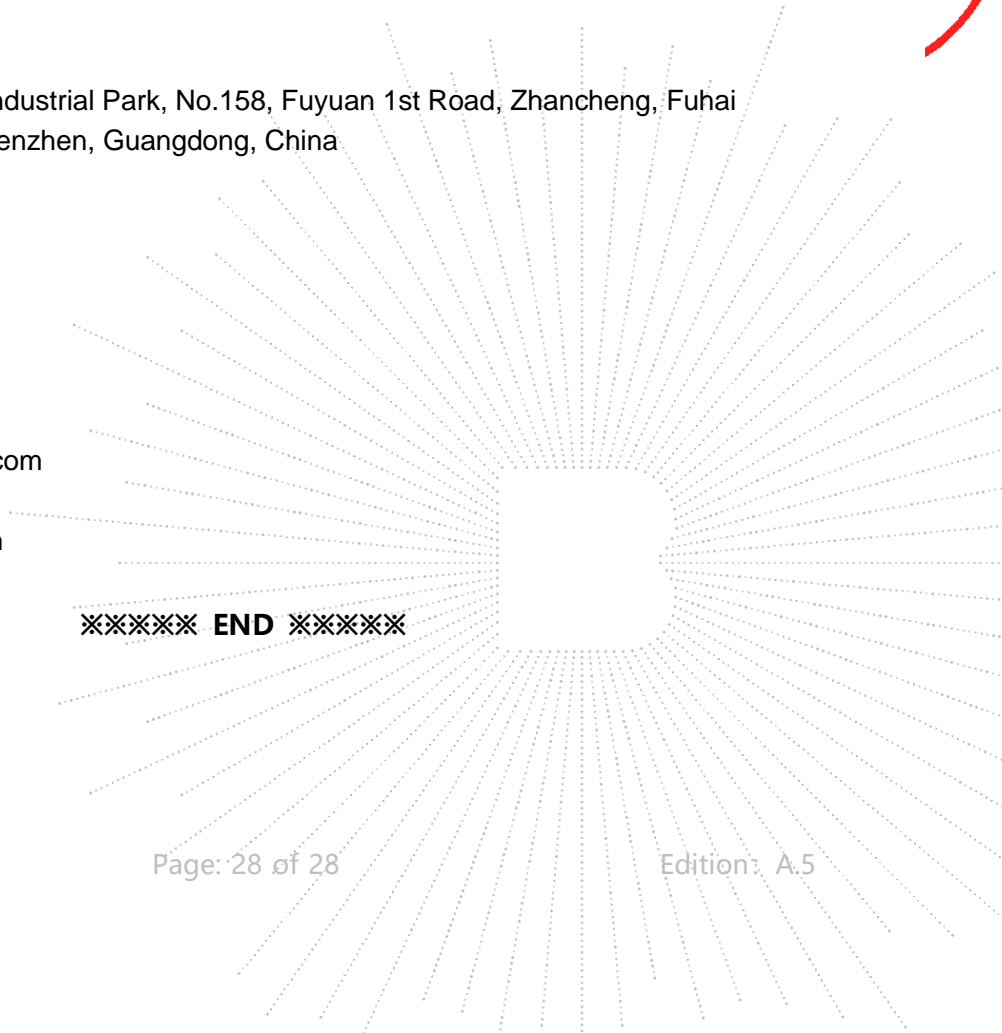 ndustrial Park, No.158, Fuyuan 1st Road, Zhancheng, Fuhai
enzhen, Guangdong, China
com
※※※※※ END ※※※※※
Page: 28 of 28 Edition： A.5